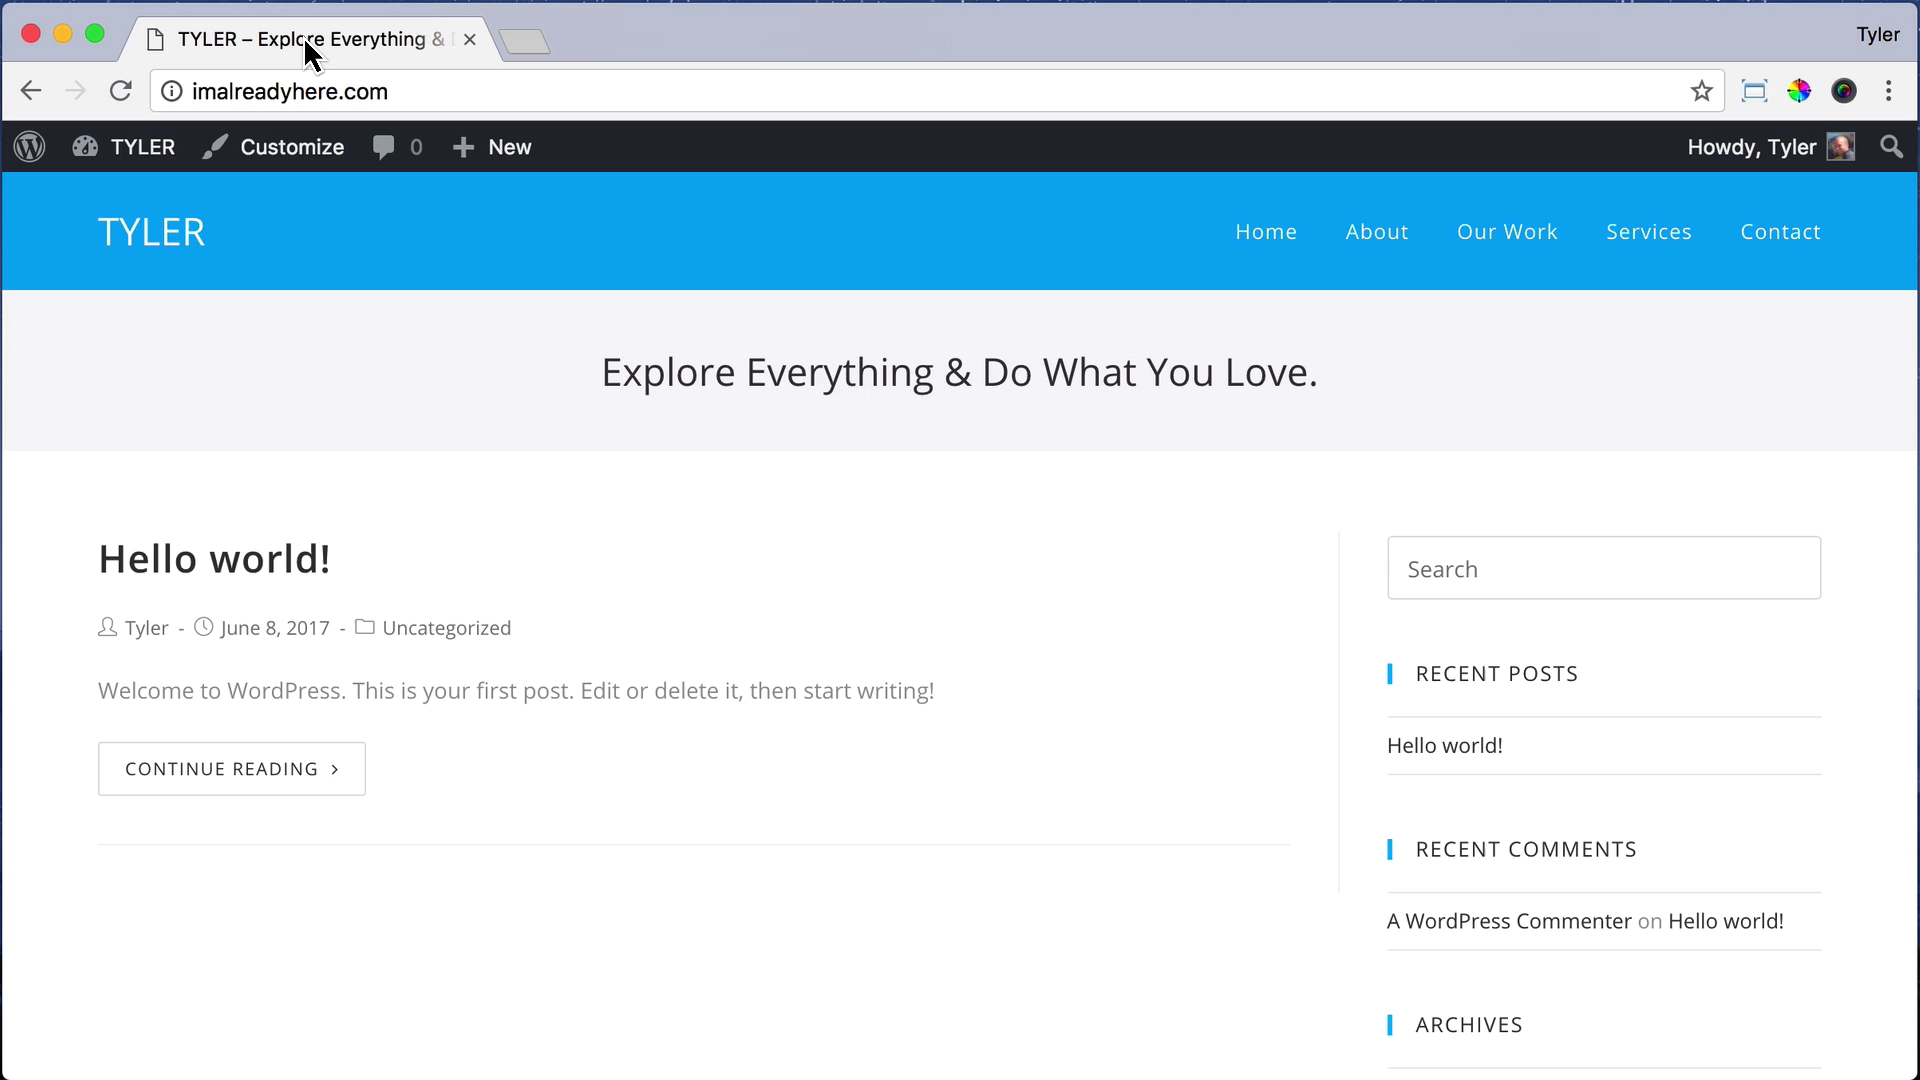 TYLER – Explore Everything &
Tyler
imalreadyhere.com
TYLER Customize 0 New Howdy, Tyler
TYLER Home About Our Work Services Contact
Explore Everything & Do What You Love.
Hello world!
Tyler - June 8, 2017 - Uncategorized
Welcome to WordPress. This is your first post. Edit or delete it, then start writing!
CONTINUE READING >
Search
RECENT POSTS
Hello world!
RECENT COMMENTS
A WordPress Commenter on Hello world!
ARCHIVES